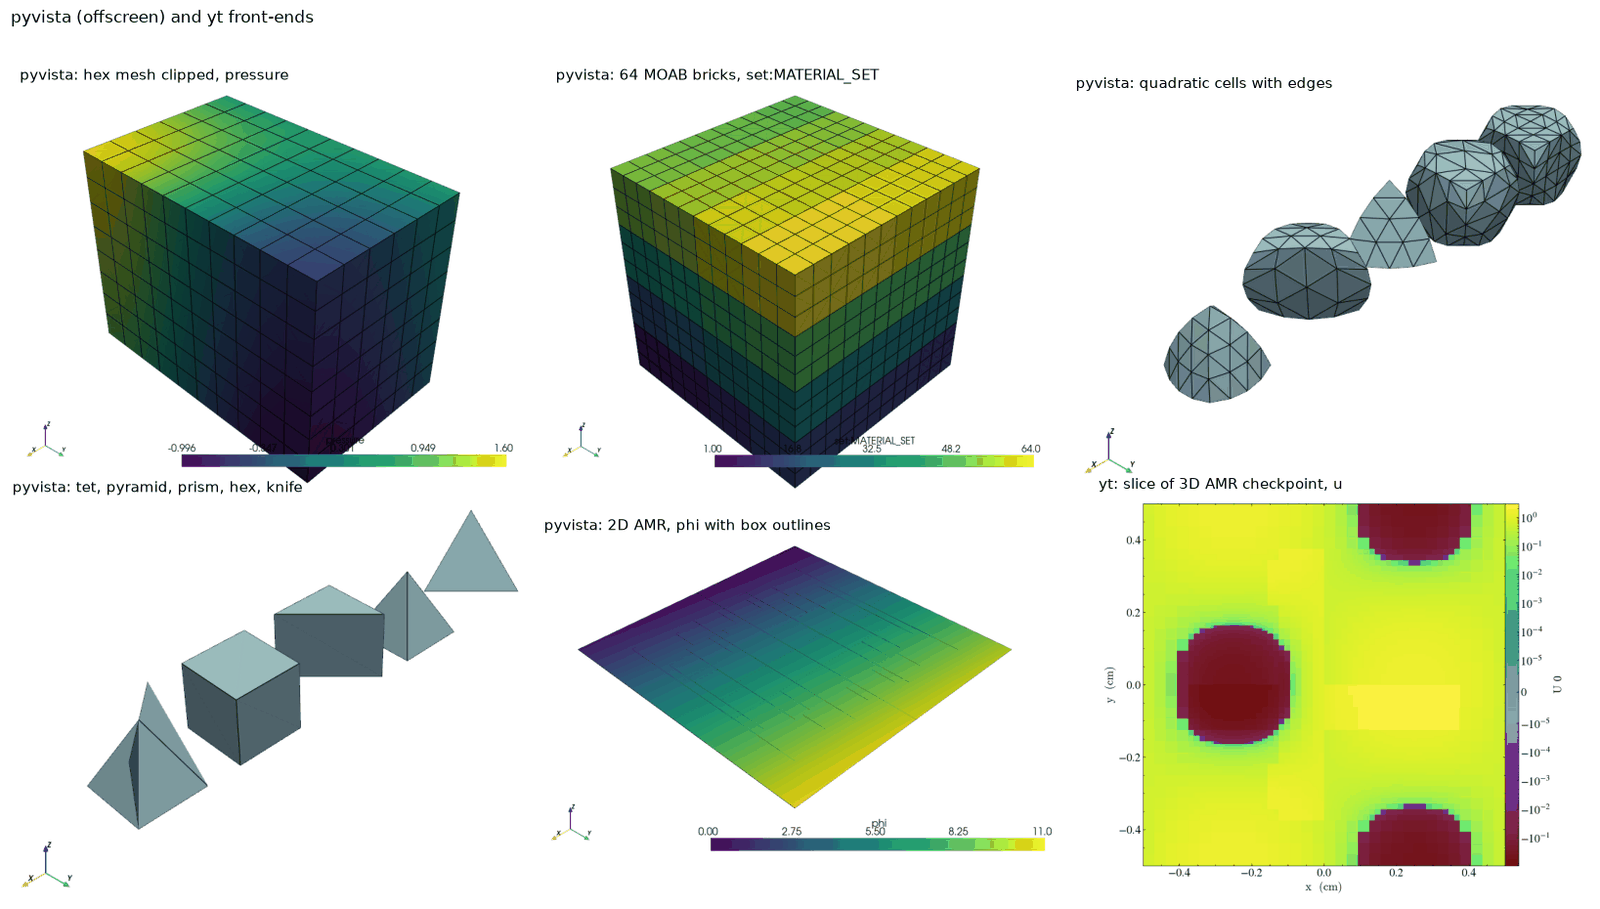 pyvista (offscreen) and yt front-ends
pyvista: hex mesh clipped, pressure
Z
X Y
-0.996 0.949 1.60
pyvista: 64 MOAB bricks, set:MATERIAL_SET
Z
X Y
set:MATERIAL_SET
1.00 32.5 48.2 64.0
pyvista: quadratic cells with edges
Z
X Y
pyvista: tet, pyramid, prism, hex, knife
Z
X Y
pyvista: 2D AMR, phi with box outlines
Z
X Y
phi
0.00 2.75 5.50 8.25 11.0
yt: slice of 3D AMR checkpoint, u
0.4
0.2
0.0
−0.2
−0.4
y (cm)
−0.4 −0.2 0.0 0.2 0.4
x (cm)
10⁰
10⁻¹
10⁻²
10⁻³
10⁻⁴
10⁻⁵
0
−10⁻⁵
−10⁻⁴
−10⁻³
−10⁻²
−10⁻¹
U 0